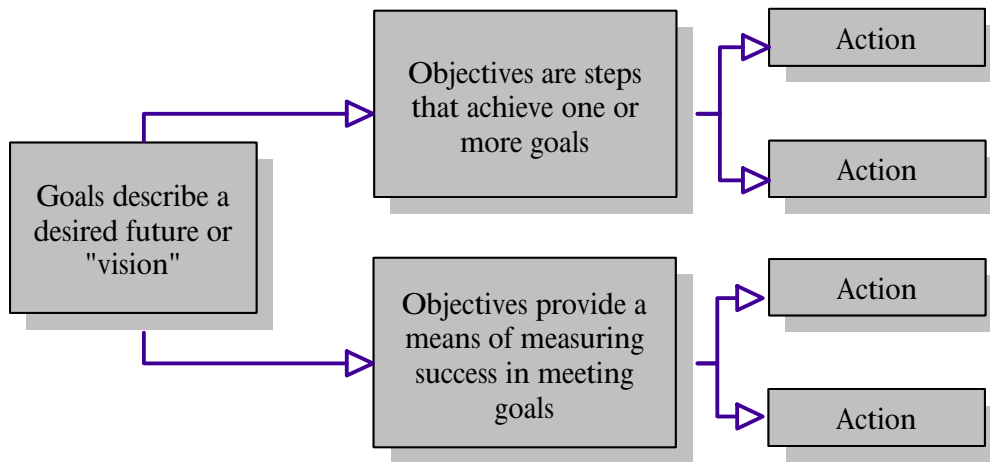 Goals describe a
desired future or
"vision"
Objectives are steps
that achieve one or
more goals
Action
Action
Objectives provide a
means of measuring
success in meeting
goals
Action
Action